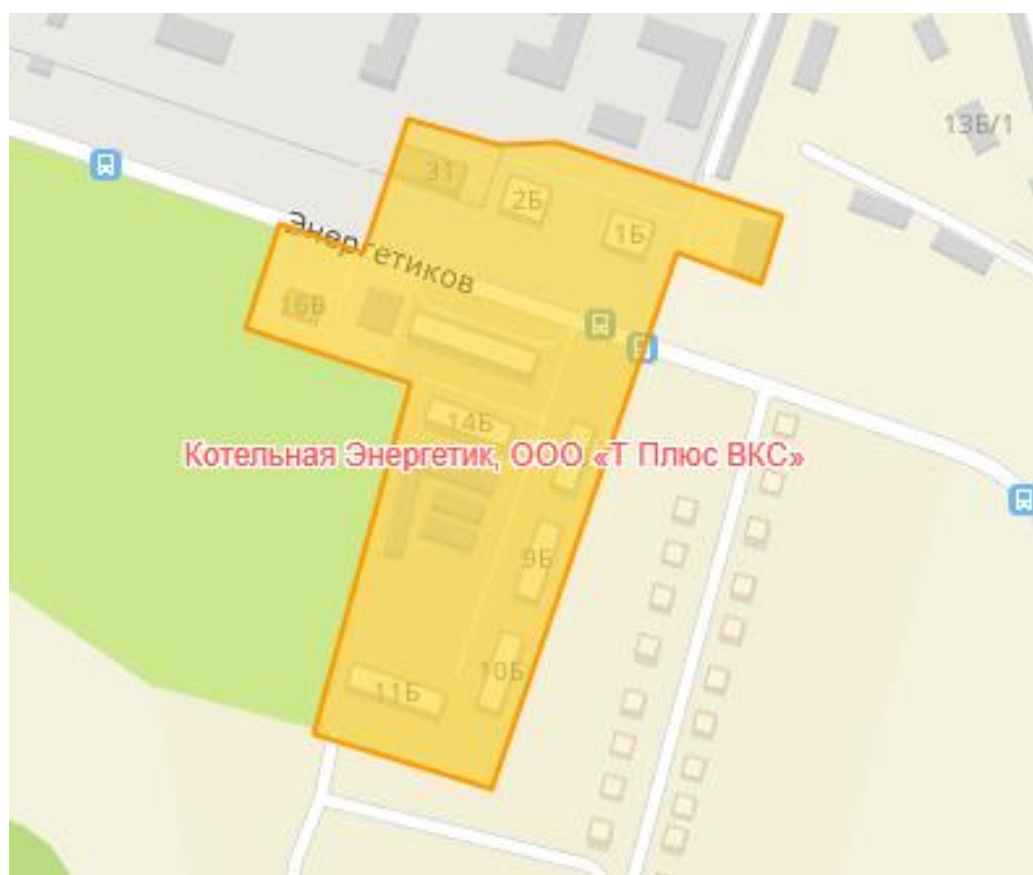 13Б/1
31
2Б
1Б
Энергетиков
16В
14Б
Котельная Энергетик, ООО «Т Плюс ВКС»
9Б
10Б
11Б